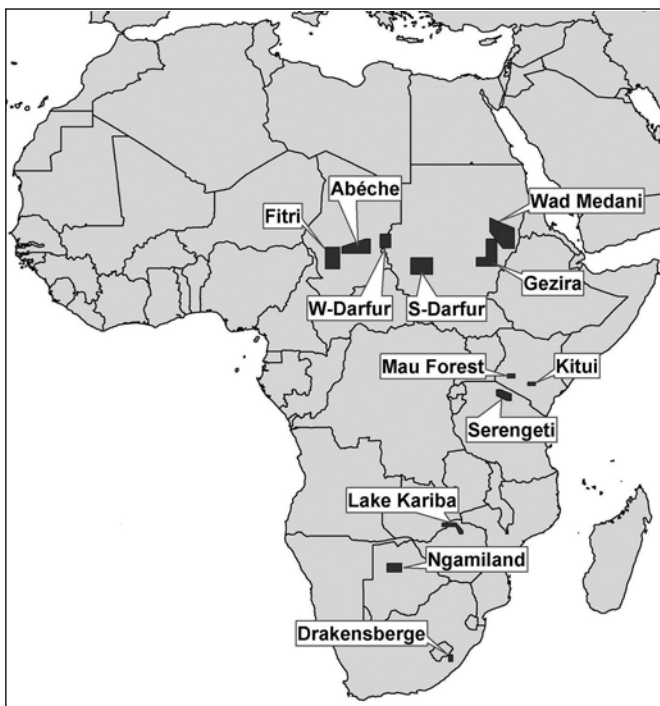 Abéche
Wad Medani
Fitri
Gezira
W-Darfur
S-Darfur
Mau Forest
Kitui
Serengeti
Lake Kariba
Ngamiland
Drakensberge